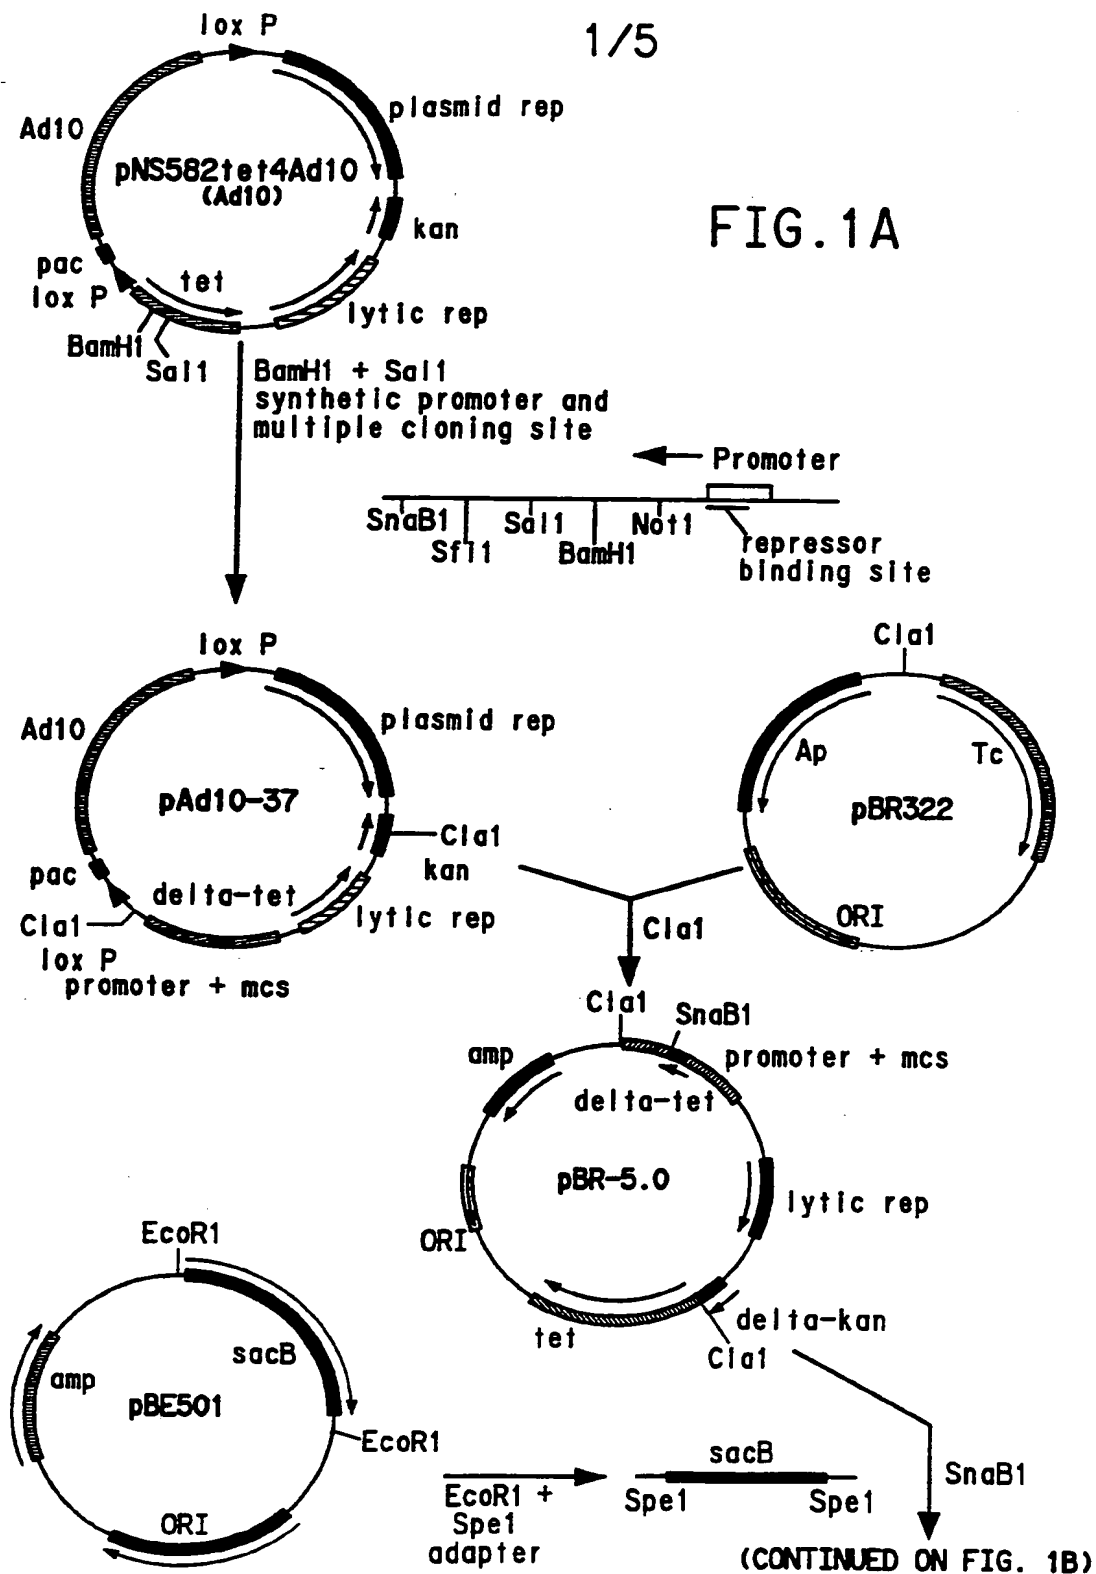 1/5
lox P
plasmid rep
Ad10
pNS582tet4Ad10
(Ad10)
kan
FIG.1A
pac
tet
lox P
lytic rep
BamH1
Sal1
BamH1 + Sal1
synthetic promoter and
multiple cloning site
Promoter
SnaB1
Sfi1
Sal1
BamH1
Not1
repressor
binding site
lox P
Ad10
plasmid rep
pAd10-37
Cla1
kan
pac
delta-tet
Cla1
lox P
lytic rep
promoter + mcs
Cla1
Ap
Tc
pBR322
ORI
Cla1
Cla1
SnaB1
amp
promoter + mcs
delta-tet
pBR-5.0
lytic rep
ORI
tet
delta-kan
Cla1
EcoR1
sacB
amp
pBE501
EcoR1
ORI
EcoR1 +
Spe1
adapter
sacB
Spe1
Spe1
SnaB1
(CONTINUED ON FIG. 1B)